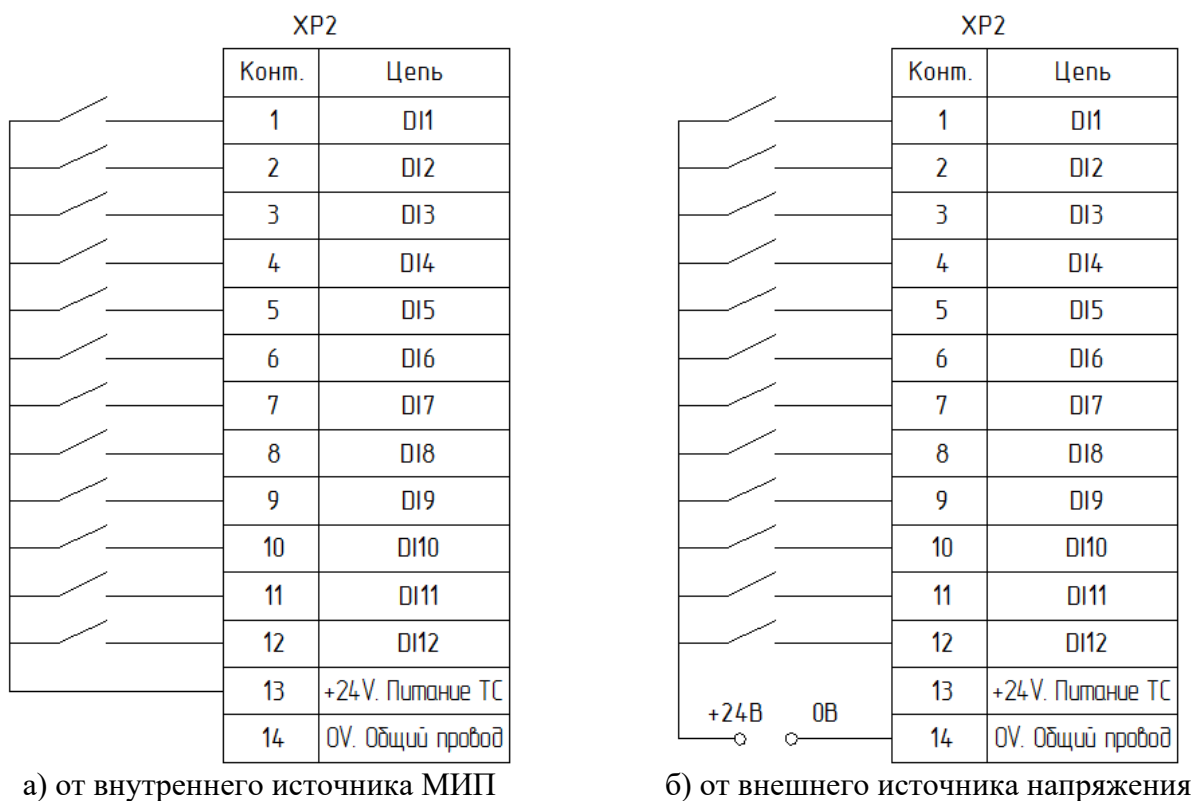 XP2
Конт. Цепь
1 DI1
2 DI2
3 DI3
4 DI4
5 DI5
6 DI6
7 DI7
8 DI8
9 DI9
10 DI10
11 DI11
12 DI12
13 +24V. Питание ТС
14 0V. Общий провод
а) от внутреннего источника МИП
XP2
Конт. Цепь
1 DI1
2 DI2
3 DI3
4 DI4
5 DI5
6 DI6
7 DI7
8 DI8
9 DI9
10 DI10
11 DI11
12 DI12
13 +24V. Питание ТС
+24В 0В
14 0V. Общий провод
б) от внешнего источника напряжения